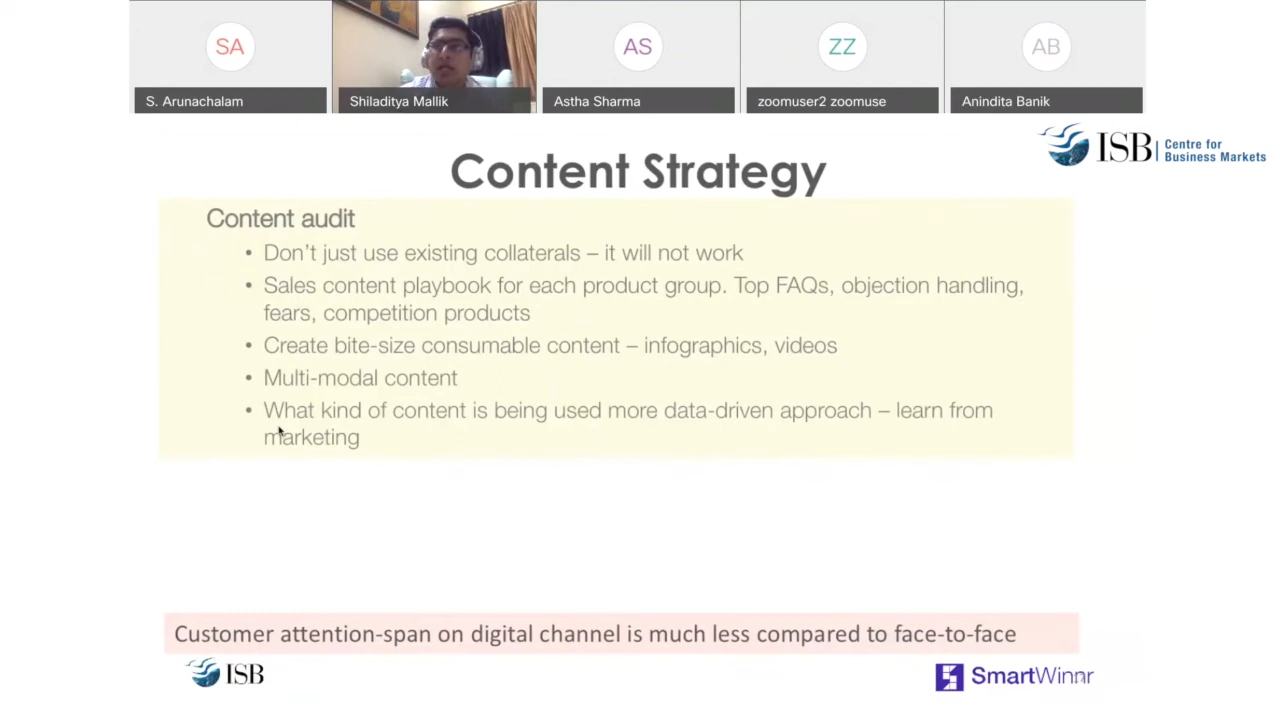 SA
AS
ZZ
AB
S. Arunachalam
Shiladitya Mallik
Astha Sharma
zoomuser2 zoomuse
Anindita Banik
ISB
Centre for
Business Markets
Content Strategy
Content audit
• Don’t just use existing collaterals – it will not work
• Sales content playbook for each product group. Top FAQs, objection handling,
fears, competition products
• Create bite-size consumable content – infographics, videos
• Multi-modal content
• What kind of content is being used more data-driven approach – learn from
marketing
Customer attention-span on digital channel is much less compared to face-to-face
ISB
SmartWinnr